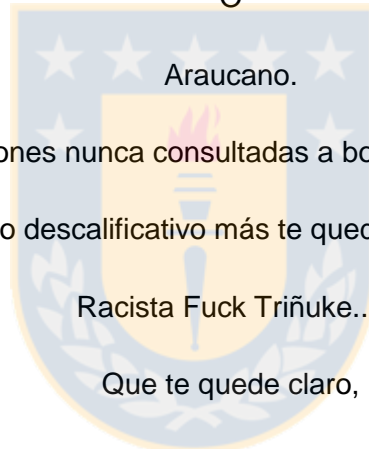 Araucano.
ones nunca consultadas a bo
o descalificativo más te qued
Racista Fuck Triñuke..
Que te quede claro,